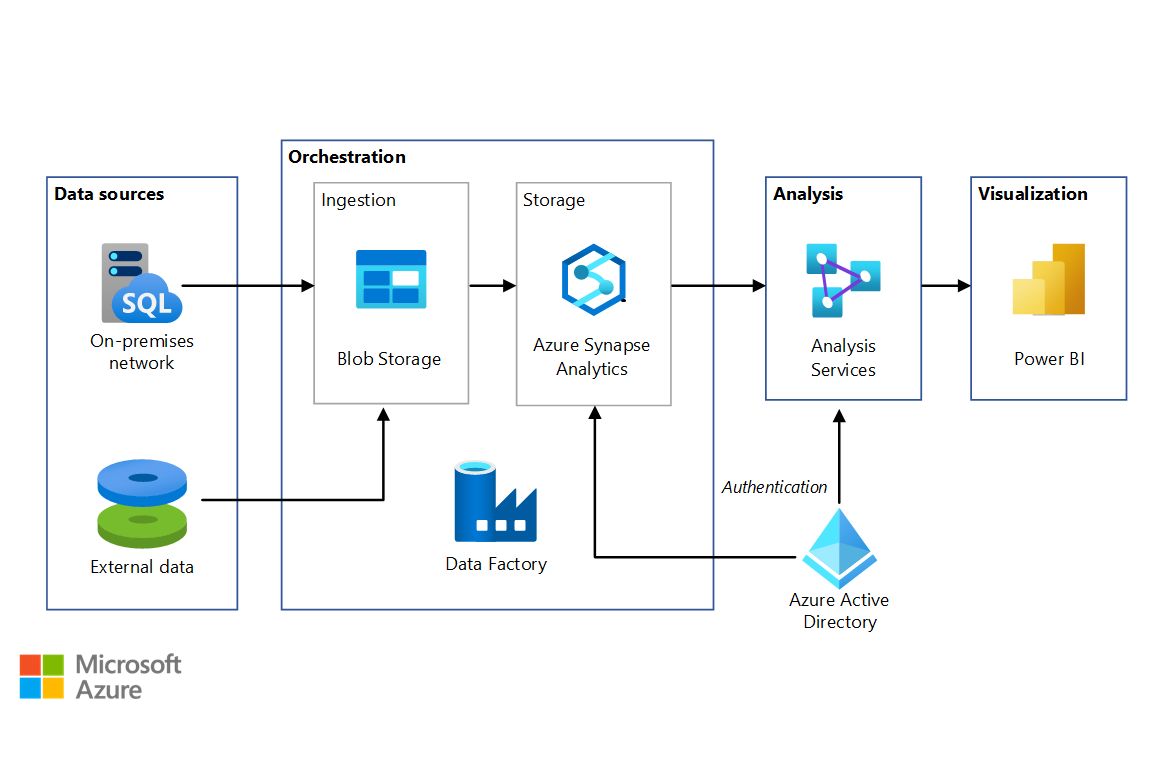 Orchestration
Data sources
Ingestion
Storage
Analysis
Visualization
SQL
On-premises
network
Blob Storage
Azure Synapse
Analytics
Analysis
Services
Power BI
Authentication
External data
Data Factory
Azure Active
Directory
Microsoft
Azure